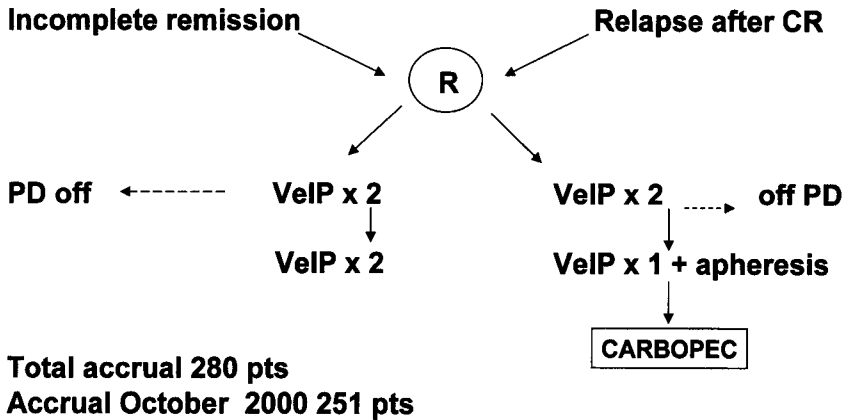 Incomplete remission Relapse after CR
R
PD off VeIP x 2 VeIP x 2 off PD
VeIP x 2 VeIP x 1 + apheresis
CARBOPEC
Total accrual 280 pts
Accrual October 2000 251 pts